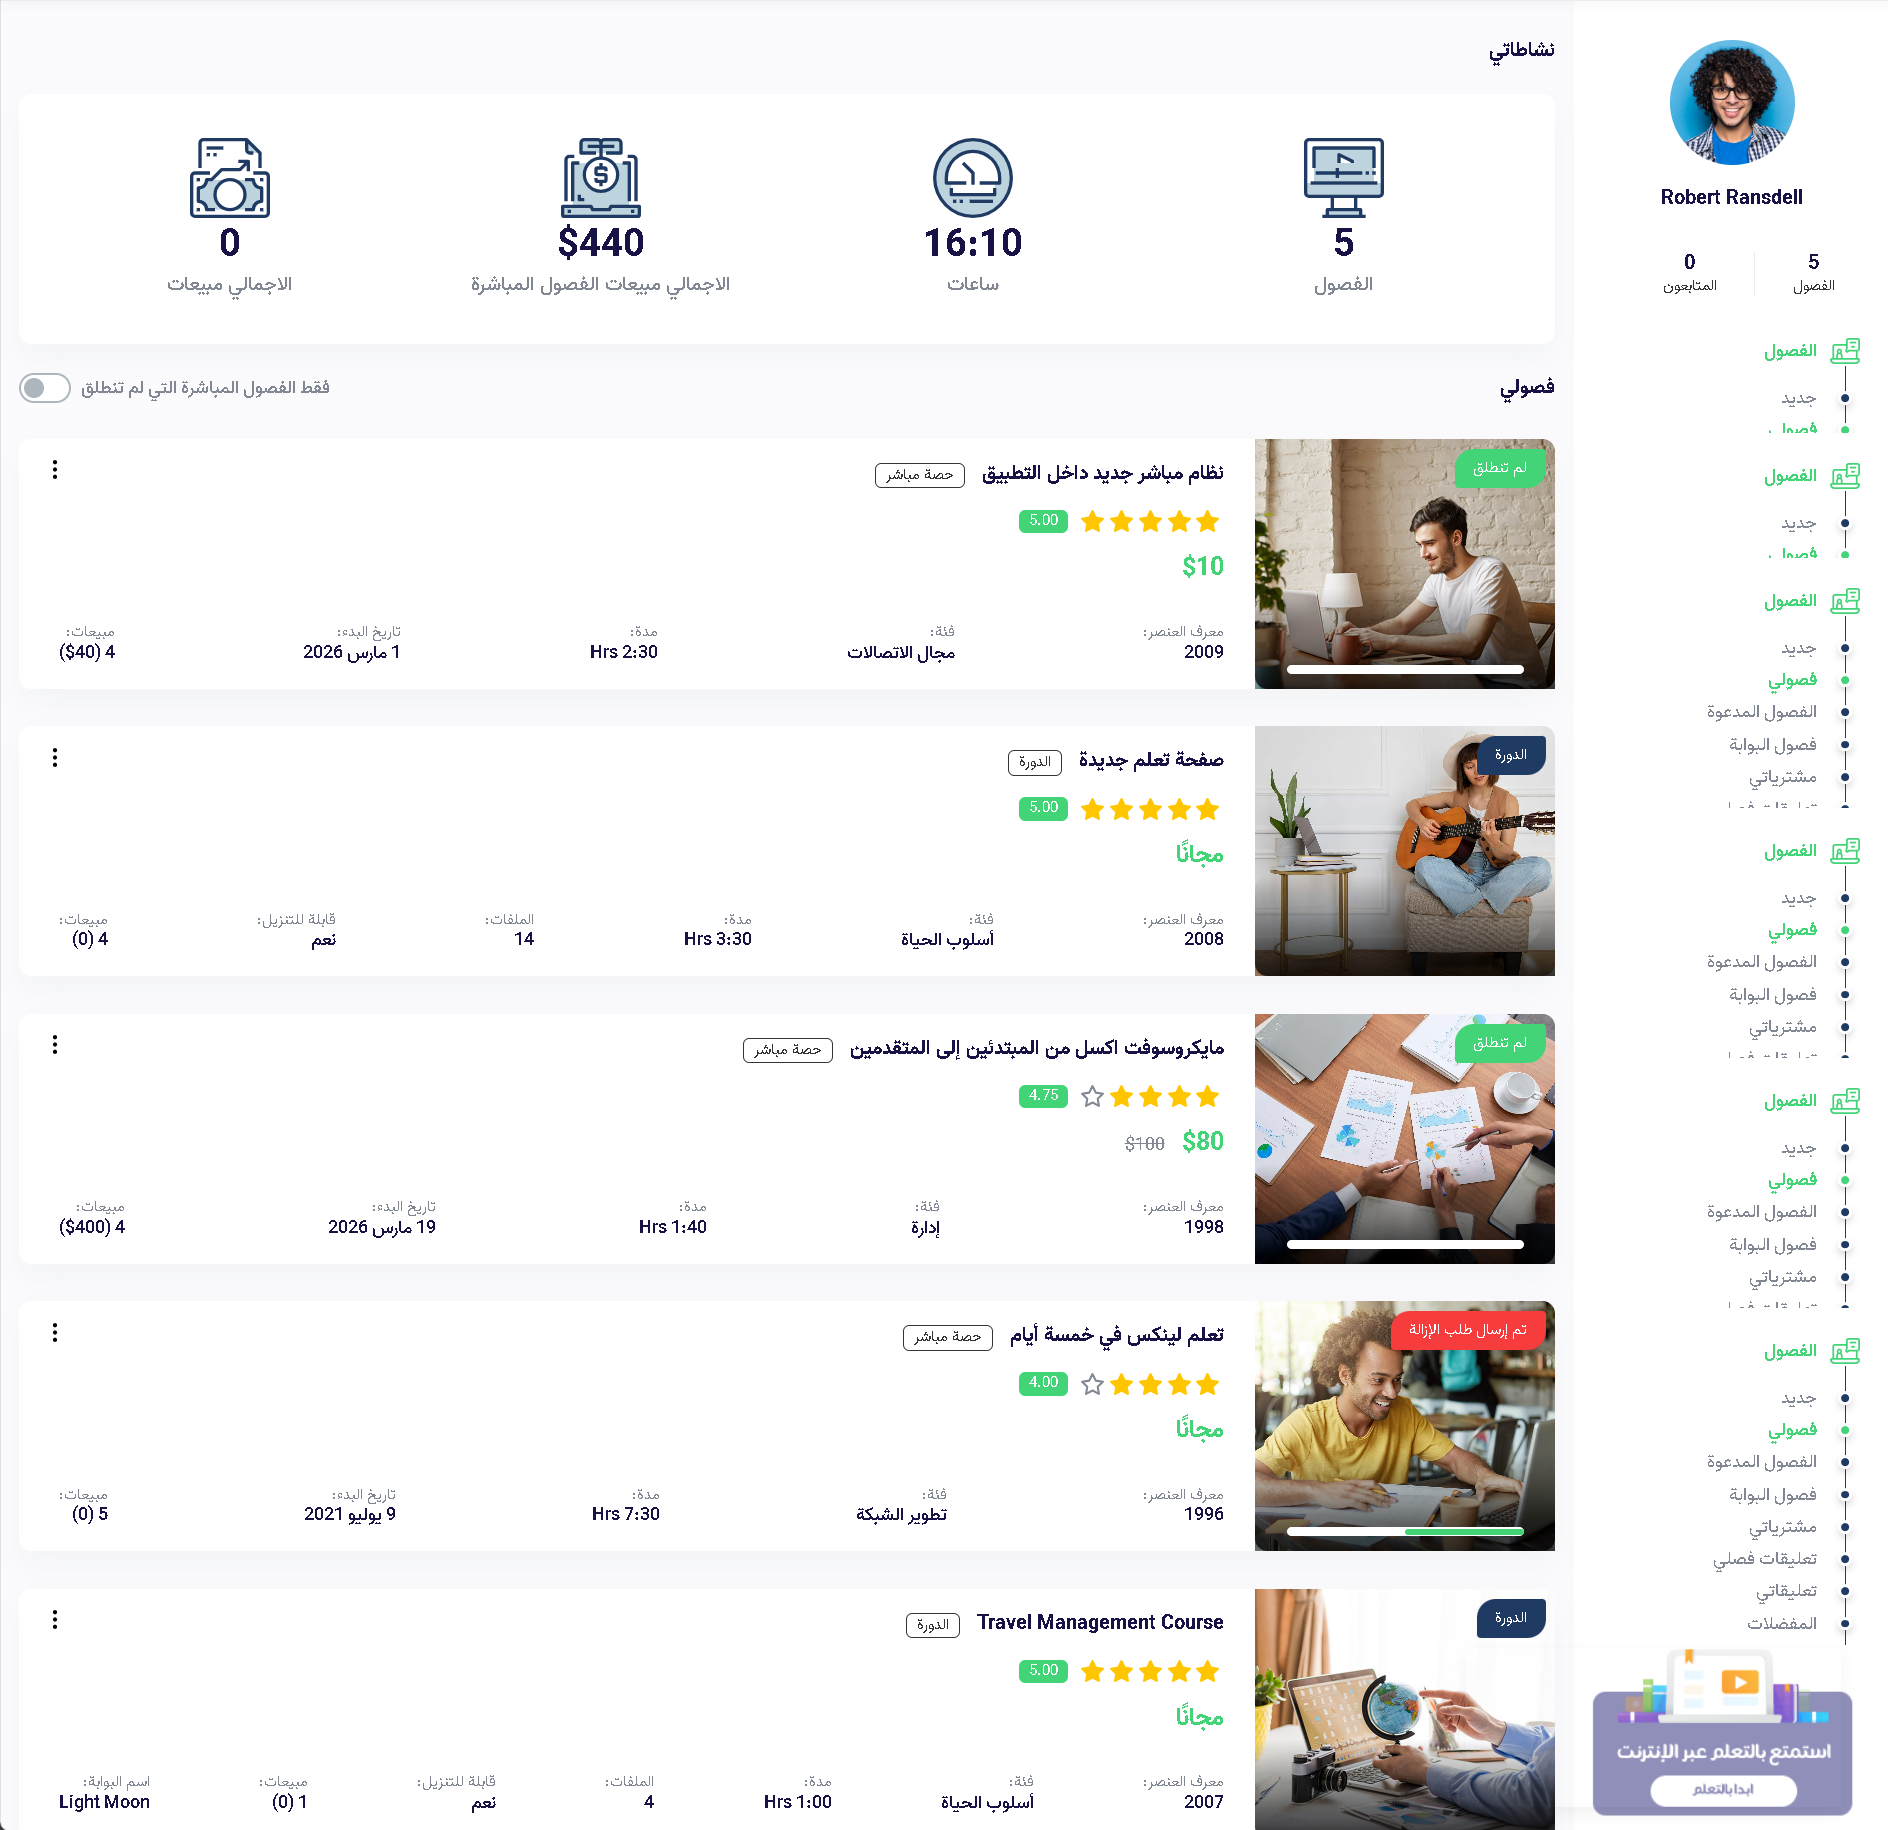 Robert Ransdell
5
الفصول
0
المتابعون
الفصول
جديد
فصولي
الفصول
جديد
فصولي
الفصول
جديد
فصولي
الفصول المدعوة
فصول البوابة
مشترياتي
الفصول
جديد
فصولي
الفصول المدعوة
فصول البوابة
مشترياتي
الفصول
جديد
فصولي
الفصول المدعوة
فصول البوابة
مشترياتي
الفصول
جديد
فصولي
الفصول المدعوة
فصول البوابة
مشترياتي
تعليقات فصلي
تعليقاتي
المفضلات
استمتع بالتعلم عبر الإنترنت
ابدا بالتعلم
نشاطاتي
5
الفصول
16:10
ساعات
$440
الاجمالي مبيعات الفصول المباشرة
0
الاجمالي مبيعات
فصولي
فقط الفصول المباشرة التي لم تنطلق
لم تنطلق
نظام مباشر جديد داخل التطبيق حصة مباشر
5.00
$10
معرف العنصر: فئة: مدة: تاريخ البدء: مبيعات:
2009 مجال الاتصالات 2:30 Hrs 1 مارس 2026 4 ($40)
الدورة
صفحة تعلم جديدة الدورة
5.00
مجانًا
معرف العنصر: فئة: مدة: الملفات: قابلة للتنزيل: مبيعات:
2008 أسلوب الحياة 3:30 Hrs 14 نعم 4 (0)
لم تنطلق
مايكروسوفت اكسل من المبتدئين إلى المتقدمين حصة مباشر
4.75
$80 $100
معرف العنصر: فئة: مدة: تاريخ البدء: مبيعات:
1998 إدارة 1:40 Hrs 19 مارس 2026 4 ($400)
تم إرسال طلب الإزالة
تعلم لينكس في خمسة أيام حصة مباشر
4.00
مجانًا
معرف العنصر: فئة: مدة: تاريخ البدء: مبيعات:
1996 تطوير الشبكة 7:30 Hrs 9 يوليو 2021 5 (0)
الدورة
Travel Management Course الدورة
5.00
مجانًا
معرف العنصر: فئة: مدة: الملفات: قابلة للتنزيل: مبيعات: اسم البوابة:
2007 أسلوب الحياة 1:00 Hrs 4 نعم 1 (0) Light Moon